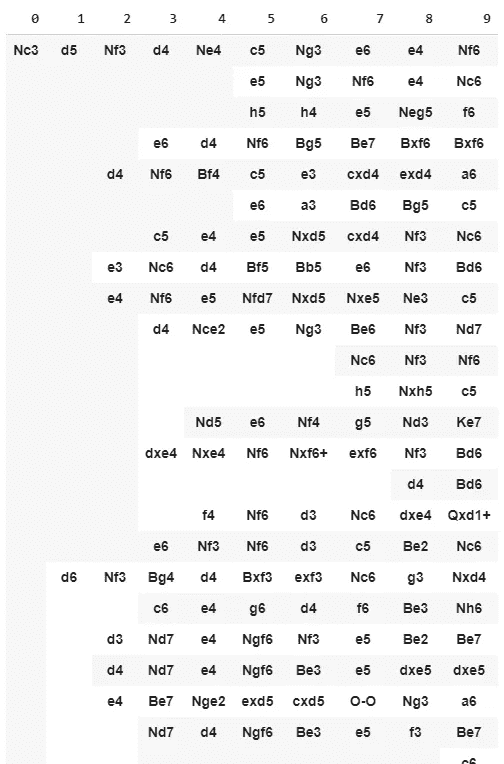 0 1 2 3 4 5 6 7 8 9
Nc3 d5 Nf3 d4 Ne4 c5 Ng3 e6 e4 Nf6
e5 Ng3 Nf6 e4 Nc6
h5 h4 e5 Neg5 f6
e6 d4 Nf6 Bg5 Be7 Bxf6 Bxf6
d4 Nf6 Bf4 c5 e3 cxd4 exd4 a6
e6 a3 Bd6 Bg5 c5
c5 e4 e5 Nxd5 cxd4 Nf3 Nc6
e3 Nc6 d4 Bf5 Bb5 e6 Nf3 Bd6
e4 Nf6 e5 Nfd7 Nxd5 Nxe5 Ne3 c5
d4 Nce2 e5 Ng3 Be6 Nf3 Nd7
Nc6 Nf3 Nf6
h5 Nxh5 c5
Nd5 e6 Nf4 g5 Nd3 Ke7
dxe4 Nxe4 Nf6 Nxf6+ exf6 Nf3 Bd6
d4 Bd6
f4 Nf6 d3 Nc6 dxe4 Qxd1+
e6 Nf3 Nf6 d3 c5 Be2 Nc6
d6 Nf3 Bg4 d4 Bxf3 exf3 Nc6 g3 Nxd4
c6 e4 g6 d4 f6 Be3 Nh6
d3 Nd7 e4 Ngf6 Nf3 e5 Be2 Be7
d4 Nd7 e4 Ngf6 Be3 e5 dxe5 dxe5
e4 Be7 Nge2 exd5 cxd5 O-O Ng3 a6
Nd7 d4 Ngf6 Be3 e5 f3 Be7
c6